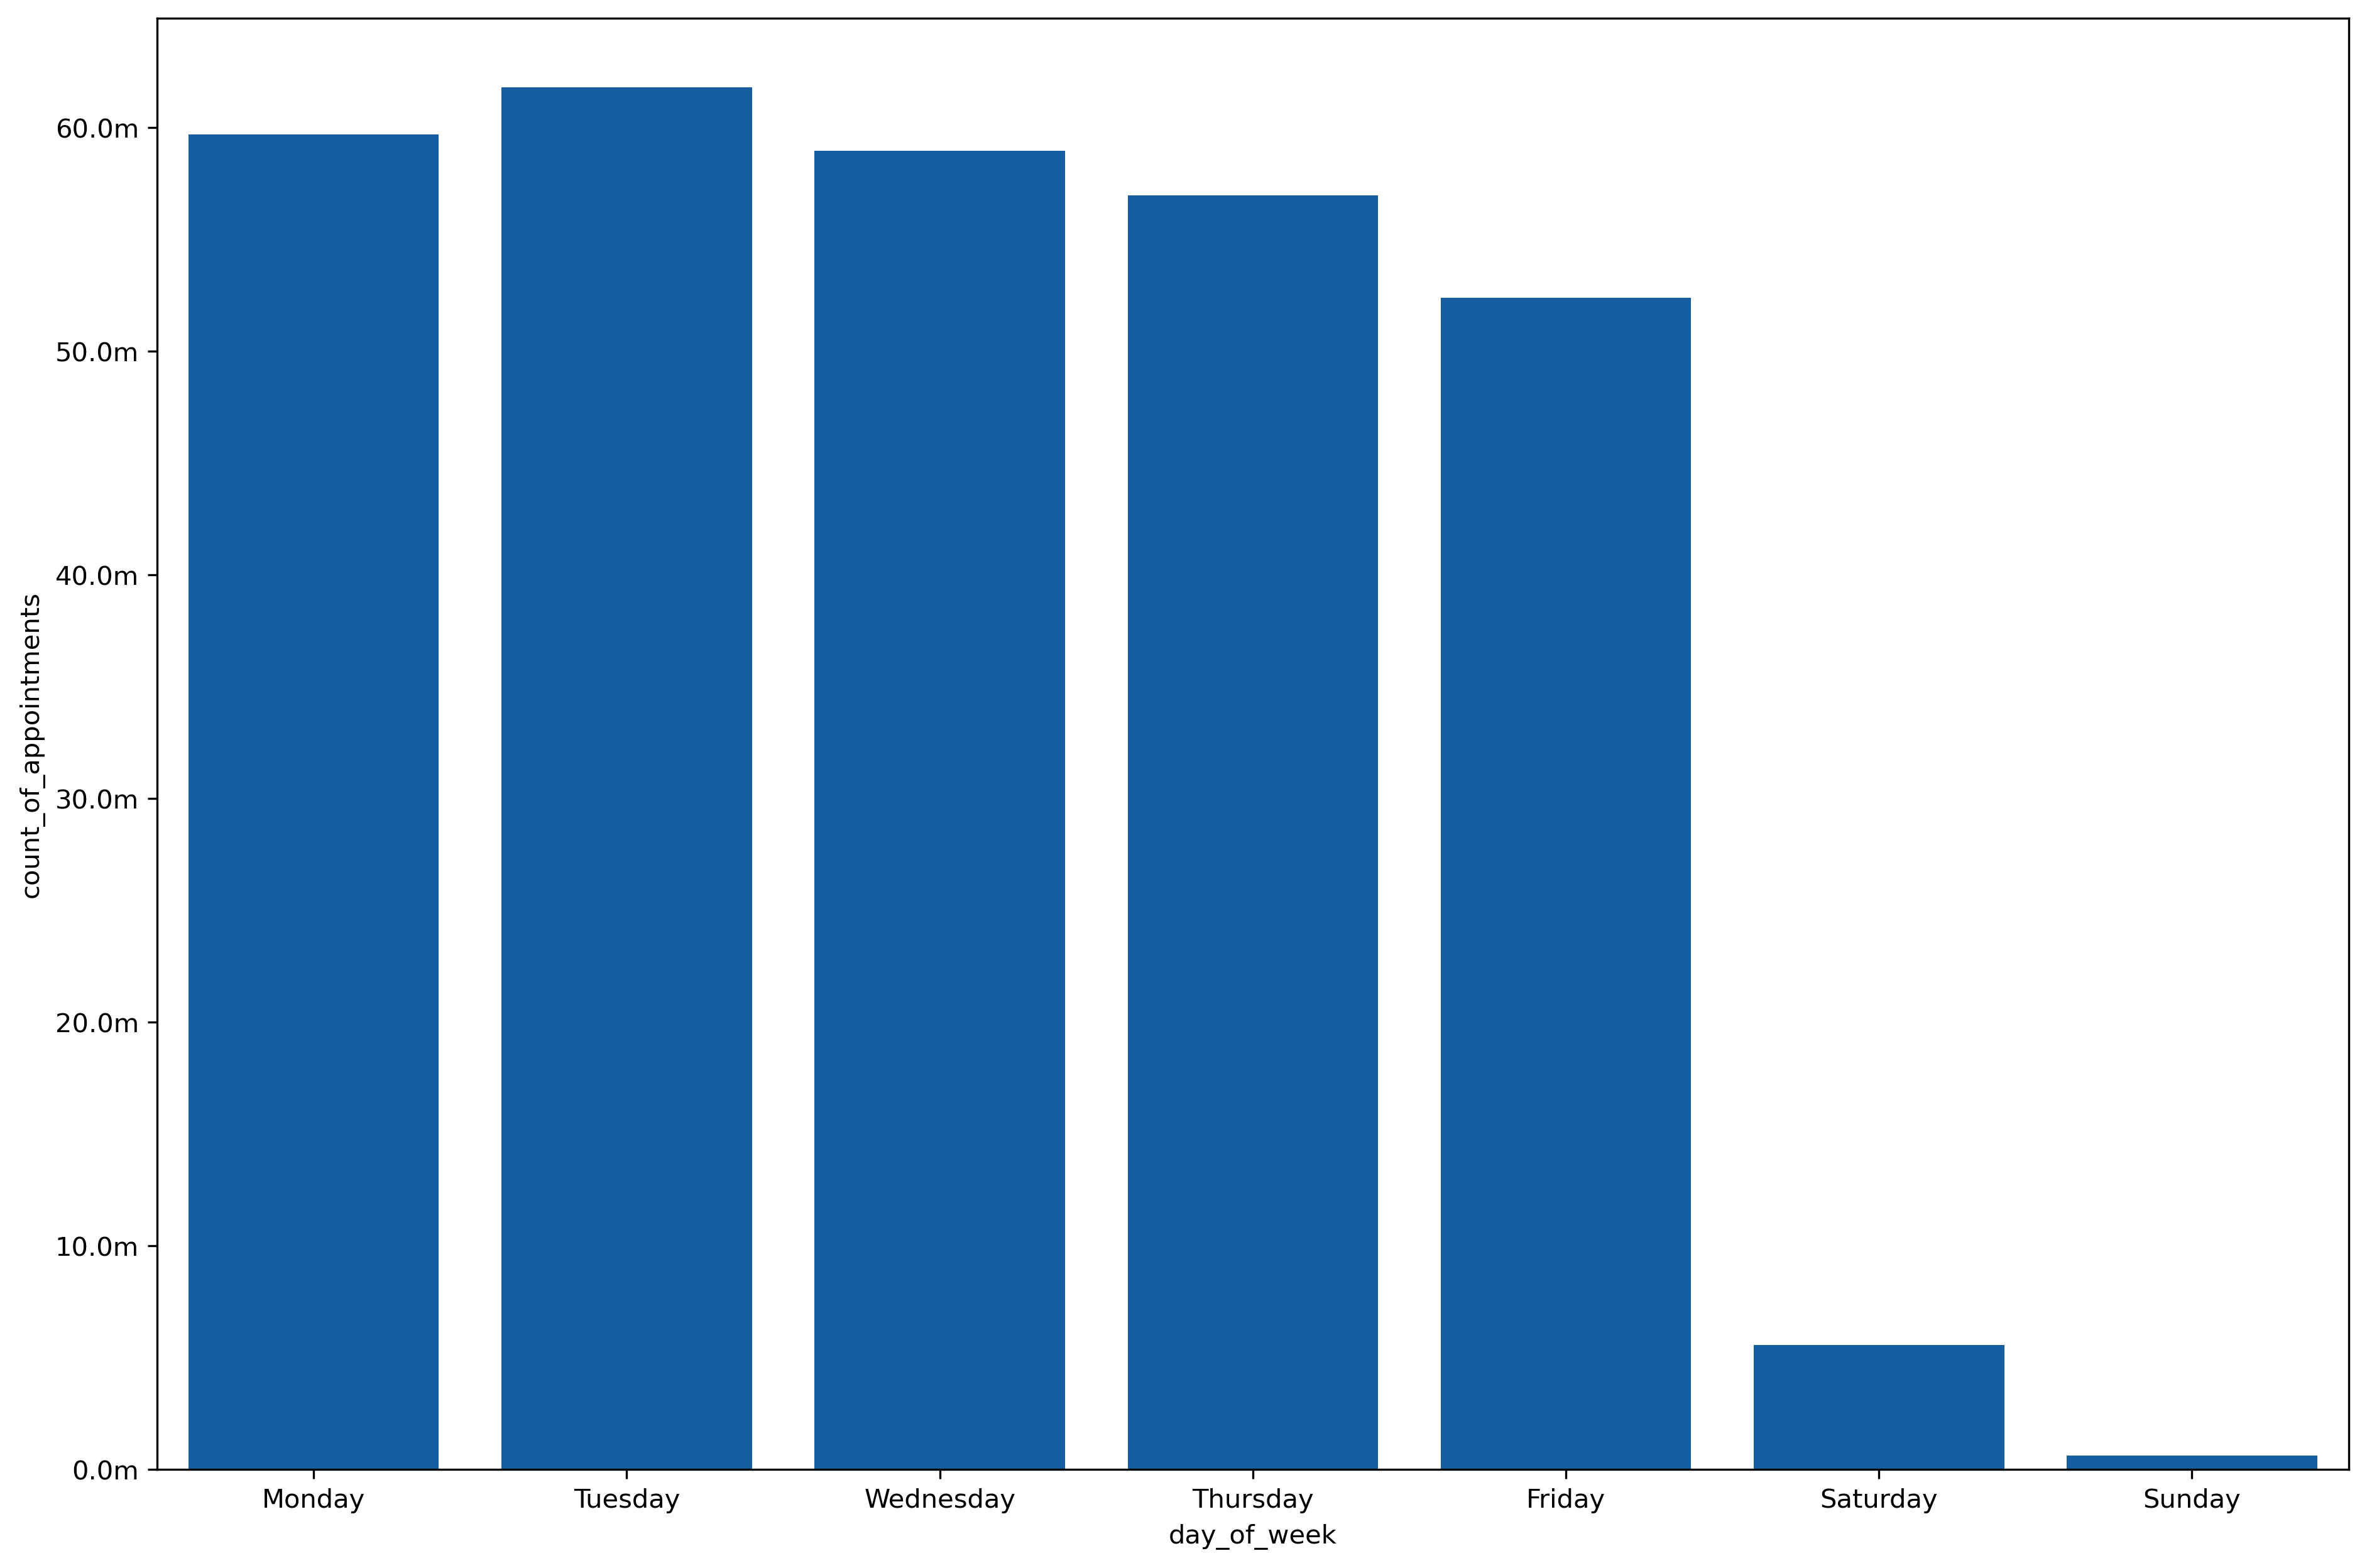 60.0m
50.0m
40.0m
30.0m
20.0m
10.0m
0.0m
count_of_appointments
Monday Tuesday Wednesday Thursday Friday Saturday Sunday
day_of_week